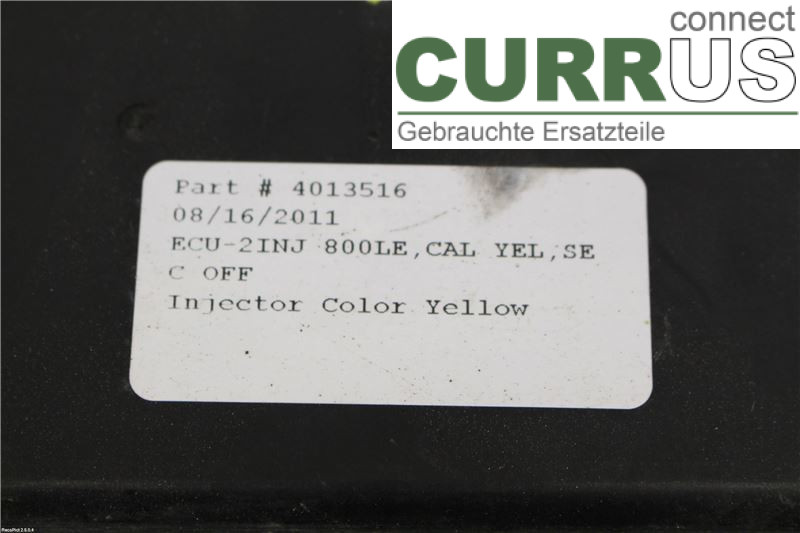 connect
CURRUS
Gebrauchte Ersatzteile
Part # 4013516
08/16/2011
ECU-2INJ 800LE,CAL YEL,SE
C OFF
Injector Color Yellow